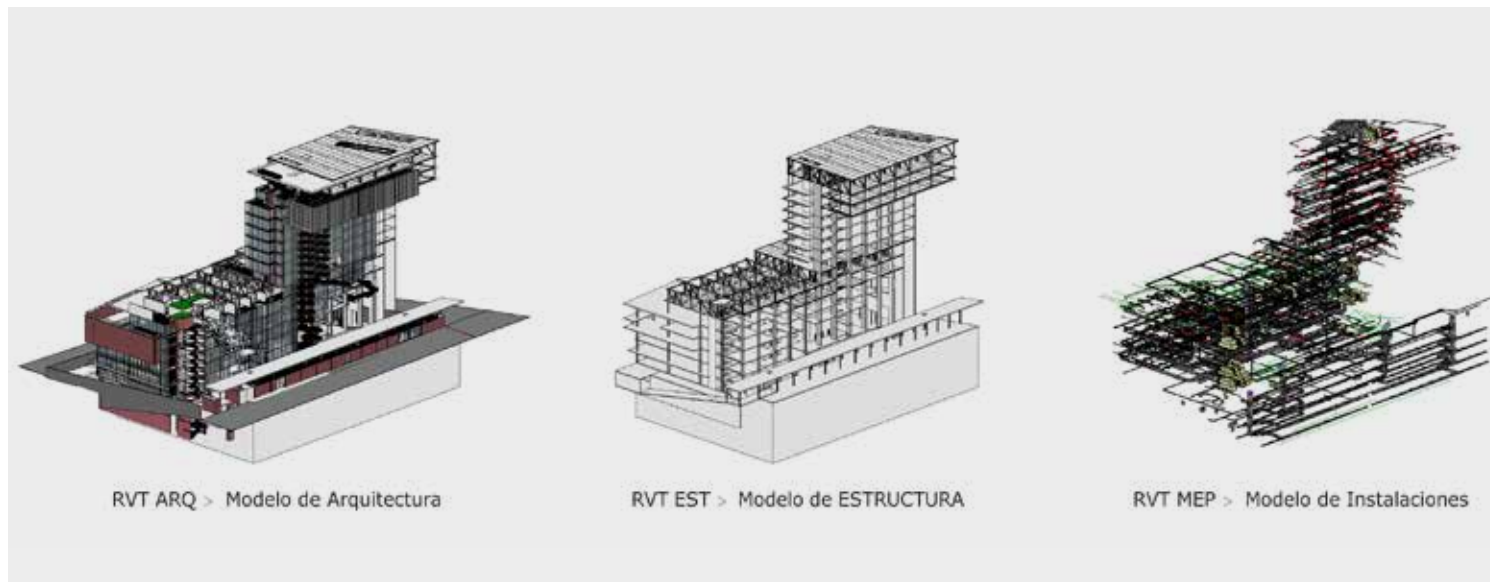 RVT ARQ > Modelo de Arquitectura
RVT EST > Modelo de ESTRUCTURA
RVT MEP > Modelo de Instalaciones